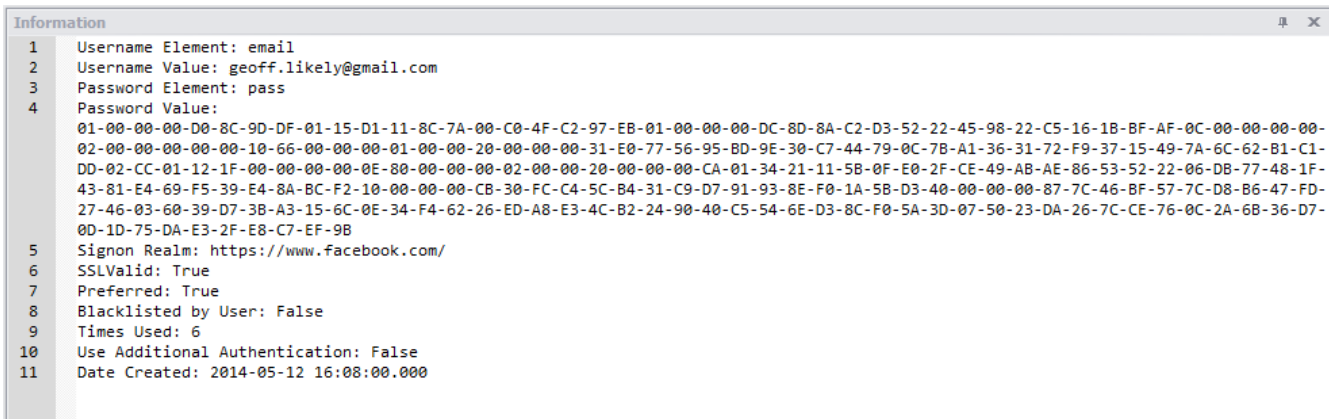 Information
1 Username Element: email
2 Username Value: geoff.likely@gmail.com
3 Password Element: pass
4 Password Value:
01-00-00-00-D0-8C-9D-DF-01-15-D1-11-8C-7A-00-C0-4F-C2-97-EB-01-00-00-00-DC-8D-8A-C2-D3-52-22-45-98-22-C5-16-1B-BF-AF-0C-00-00-00-00-
02-00-00-00-00-00-10-66-00-00-00-01-00-00-20-00-00-00-31-E0-77-56-95-BD-9E-30-C7-44-79-0C-7B-A1-36-31-72-F9-37-15-49-7A-6C-62-B1-C1-
DD-02-CC-01-12-1F-00-00-00-00-0E-80-00-00-00-02-00-00-20-00-00-00-CA-01-34-21-11-5B-0F-E0-2F-CE-49-AB-AE-86-53-52-22-06-DB-77-48-1F-
43-81-E4-69-F5-39-E4-8A-BC-F2-10-00-00-00-CB-30-FC-C4-5C-B4-31-C9-D7-91-93-8E-F0-1A-5B-D3-40-00-00-00-87-7C-46-BF-57-7C-D8-B6-47-FD-
27-46-03-60-39-D7-3B-A3-15-6C-0E-34-F4-62-26-ED-A8-E3-4C-B2-24-90-40-C5-54-6E-D3-8C-F0-5A-3D-07-50-23-DA-26-7C-CE-76-0C-2A-6B-36-D7-
0D-1D-75-DA-E3-2F-E8-C7-EF-9B
5 Signon Realm: https://www.facebook.com/
6 SSLValid: True
7 Preferred: True
8 Blacklisted by User: False
9 Times Used: 6
10 Use Additional Authentication: False
11 Date Created: 2014-05-12 16:08:00.000